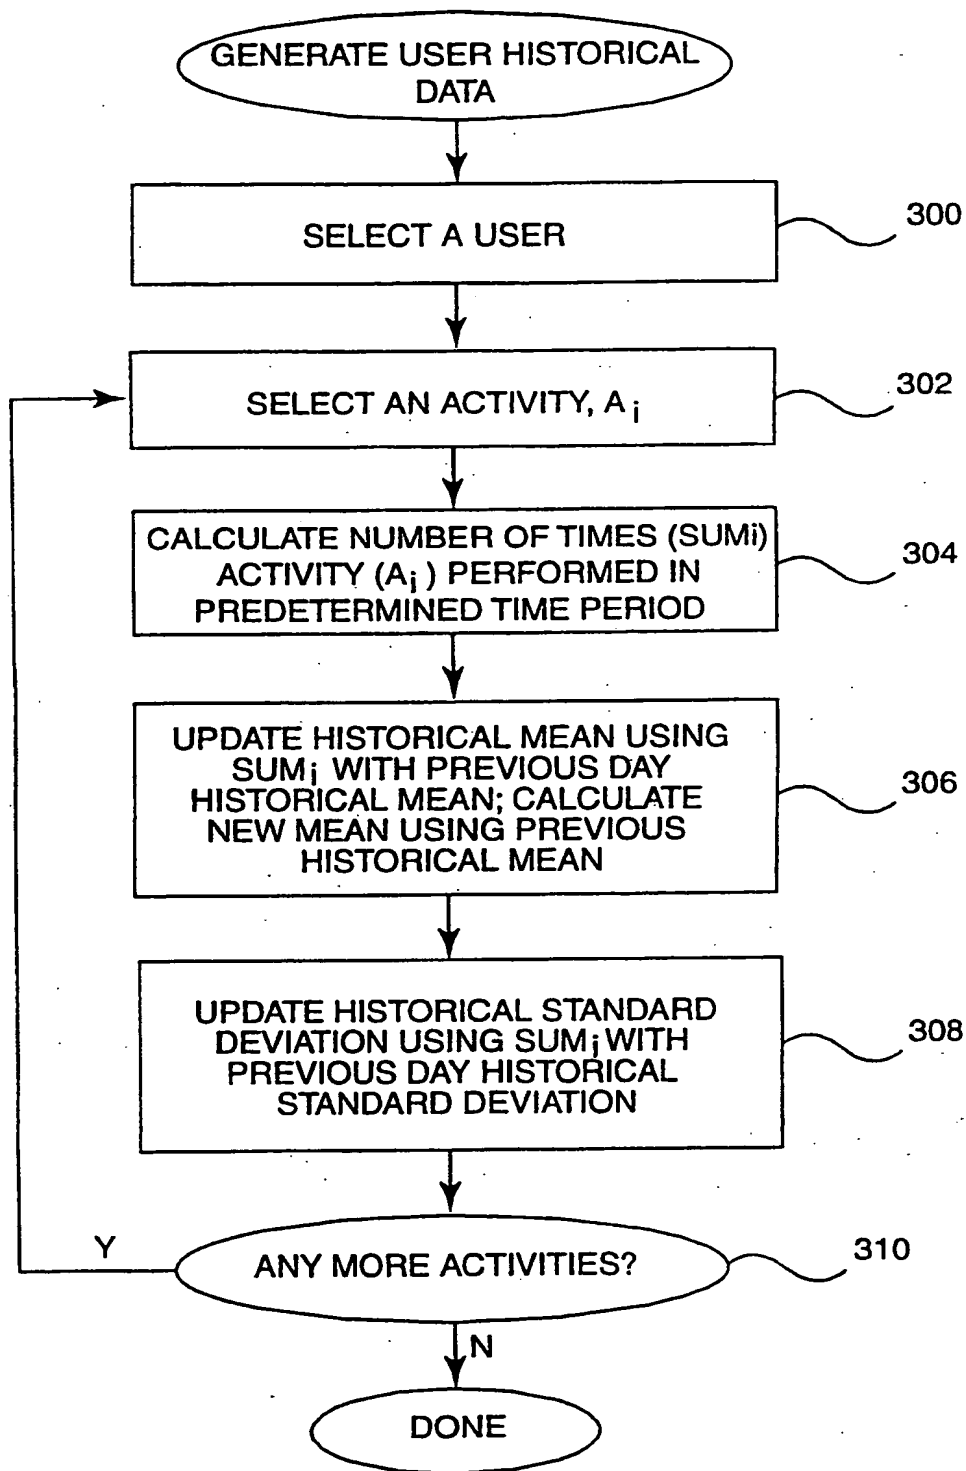 GENERATE USER HISTORICAL
DATA
SELECT A USER
300
SELECT AN ACTIVITY, Ai
302
CALCULATE NUMBER OF TIMES (SUMi)
ACTIVITY (Ai) PERFORMED IN
PREDETERMINED TIME PERIOD
304
UPDATE HISTORICAL MEAN USING
SUMi WITH PREVIOUS DAY
HISTORICAL MEAN; CALCULATE
NEW MEAN USING PREVIOUS
HISTORICAL MEAN
306
UPDATE HISTORICAL STANDARD
DEVIATION USING SUMi WITH
PREVIOUS DAY HISTORICAL
STANDARD DEVIATION
308
Y
ANY MORE ACTIVITIES?
310
N
DONE